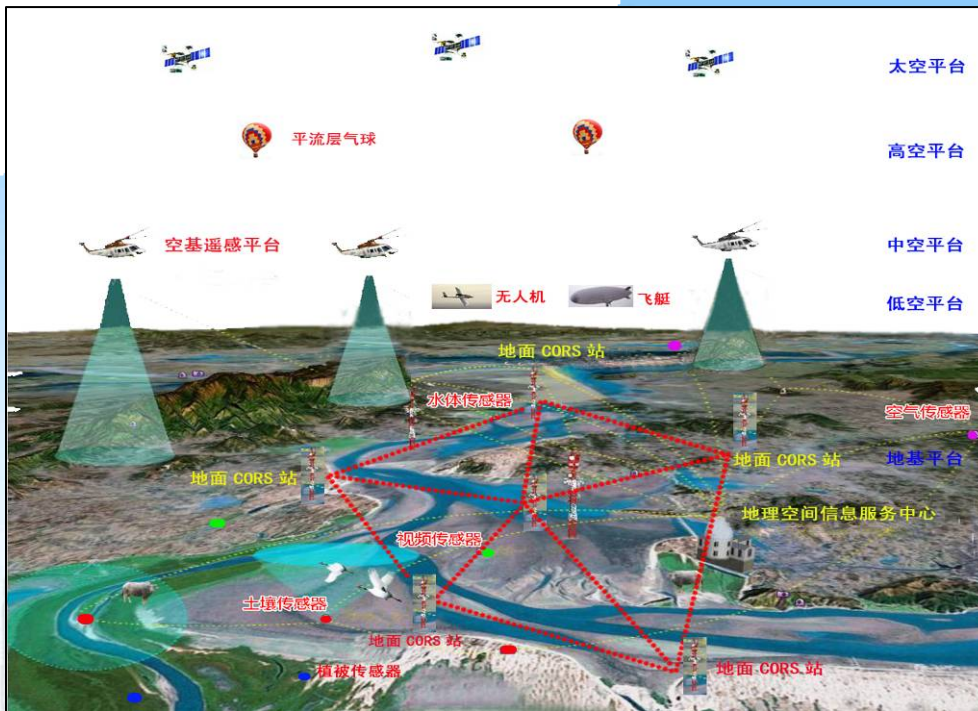 太空平台
平流层气球
高空平台
空基遥感平台
中空平台
无人机
飞艇
低空平台
地面 CORS 站
水体传感器
空气传感器
地面 CORS 站
地面 CORS 站
地基平台
地理空间信息服务中心
视频传感器
土壤传感器
地面 CORS 站
植被传感器
地面 CORS 站